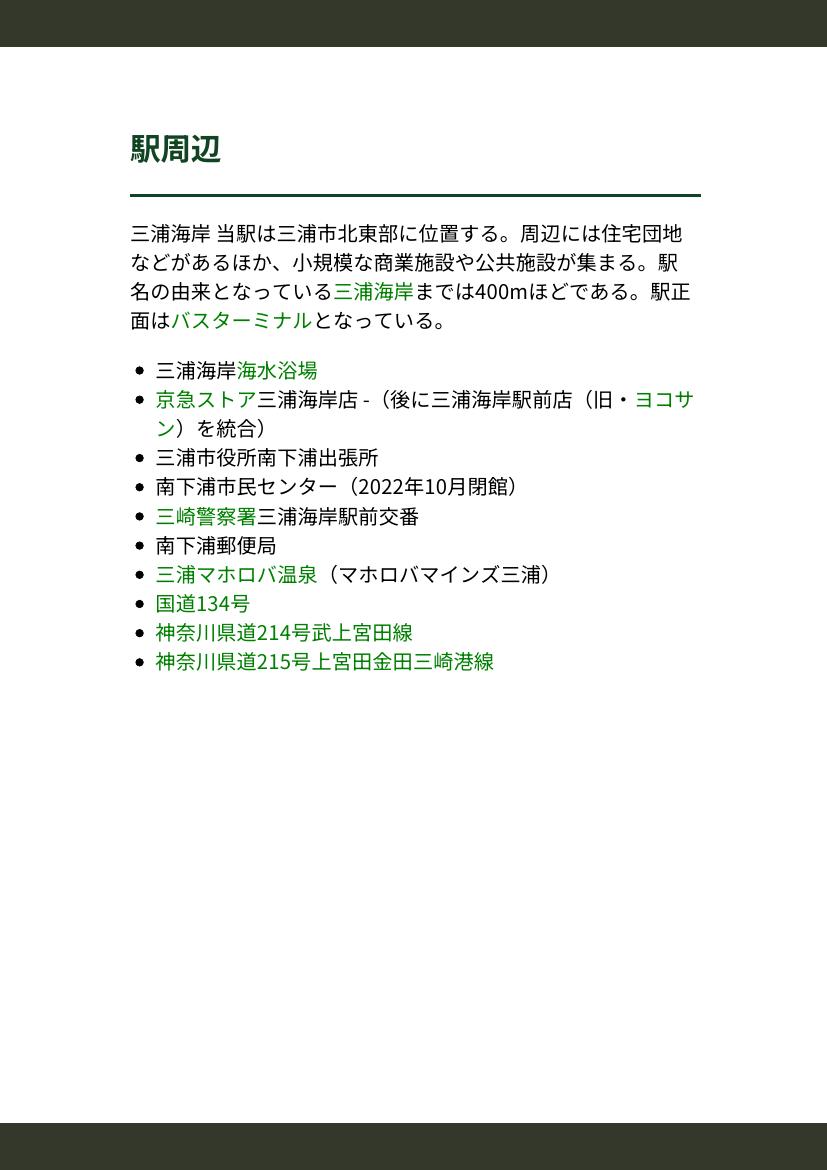 駅周辺
三浦海岸 当駅は三浦市北東部に位置する。周辺には住宅団地
などがあるほか、小規模な商業施設や公共施設が集まる。駅
名の由来となっている三浦海岸までは400mほどである。駅正
面はバスターミナルとなっている。
• 三浦海岸海水浴場
• 京急ストア三浦海岸店 -（後に三浦海岸駅前店（旧・ヨコサ
ン）を統合）
• 三浦市役所南下浦出張所
• 南下浦市民センター（2022年10月閉館）
• 三崎警察署三浦海岸駅前交番
• 南下浦郵便局
• 三浦マホロバ温泉（マホロバマインズ三浦）
• 国道134号
• 神奈川県道214号武上宮田線
• 神奈川県道215号上宮田金田三崎港線